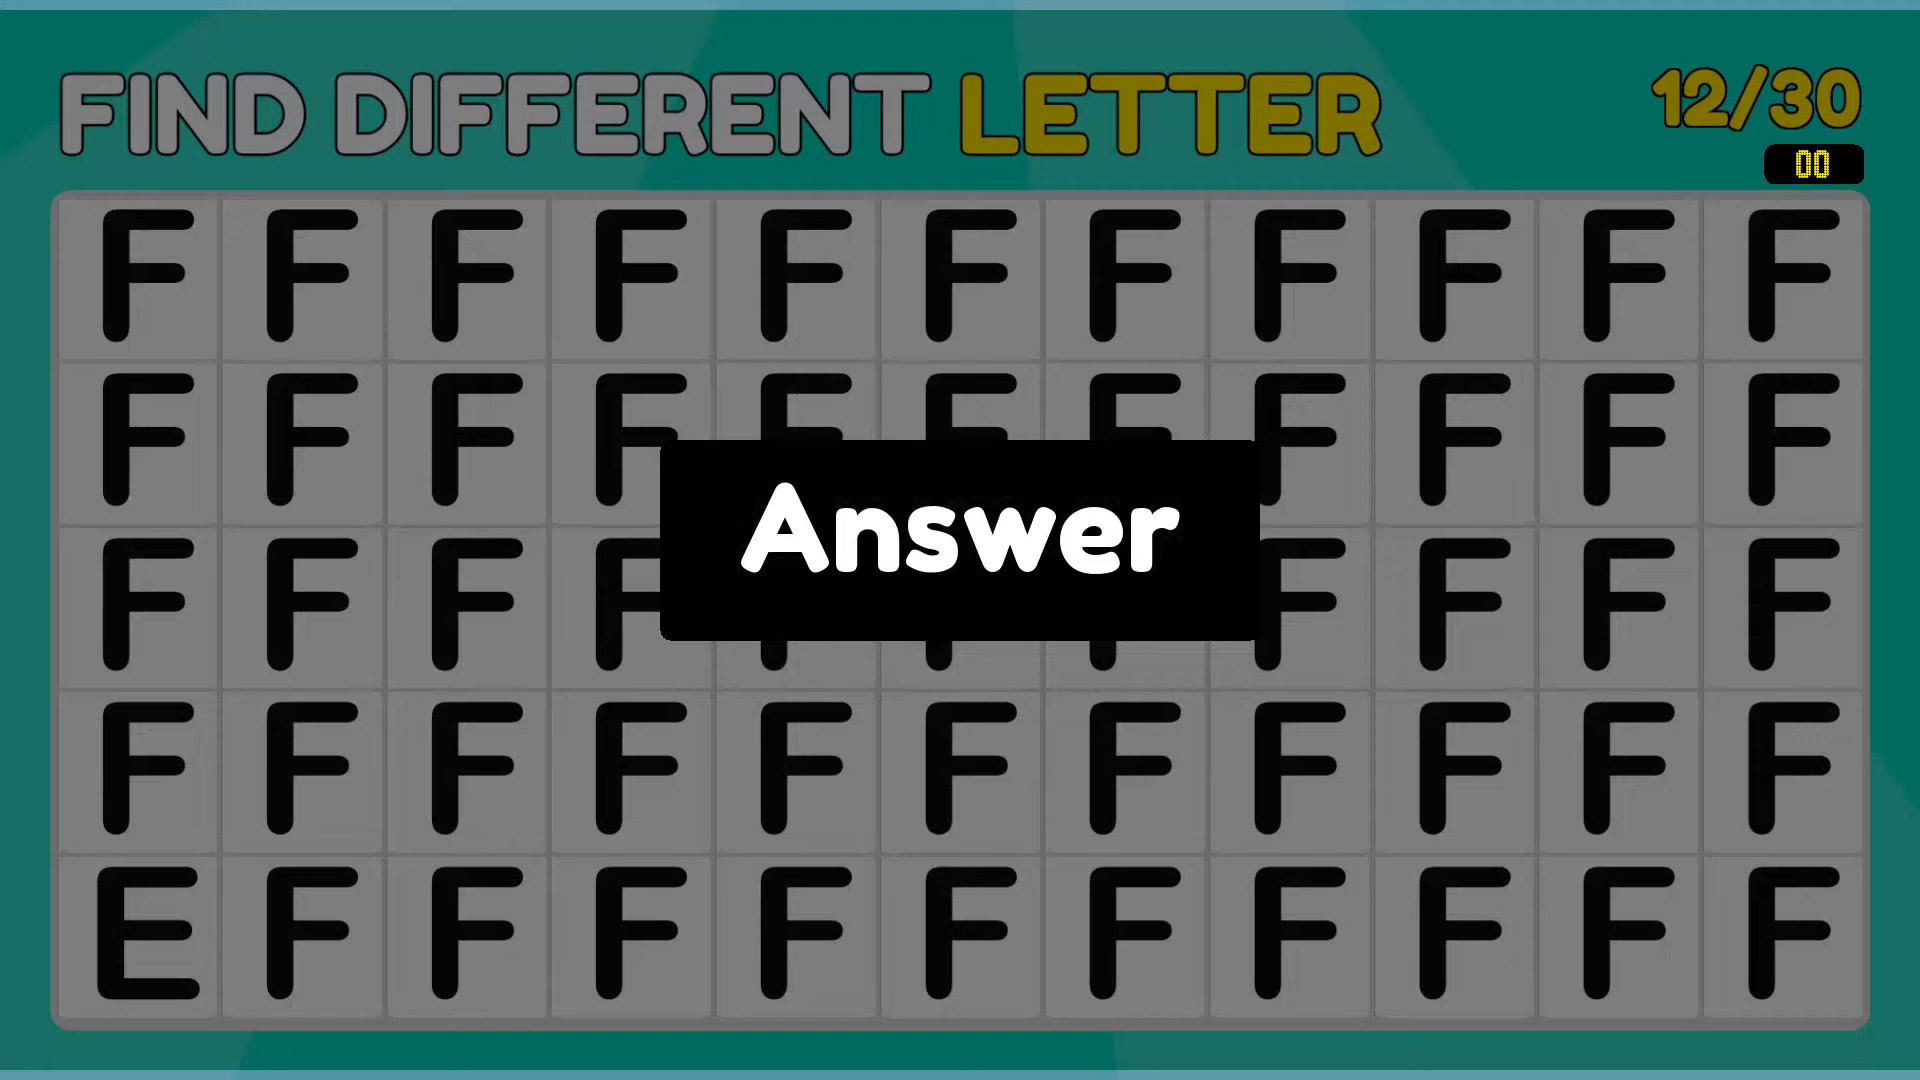 FIND DIFFERENT LETTER
12/30
00
F F F F F F F F F F F
F F F F F F F F F F F
Answer
F F F F F F F F F F
F F F F F F F F F F F
E F F F F F F F F F F